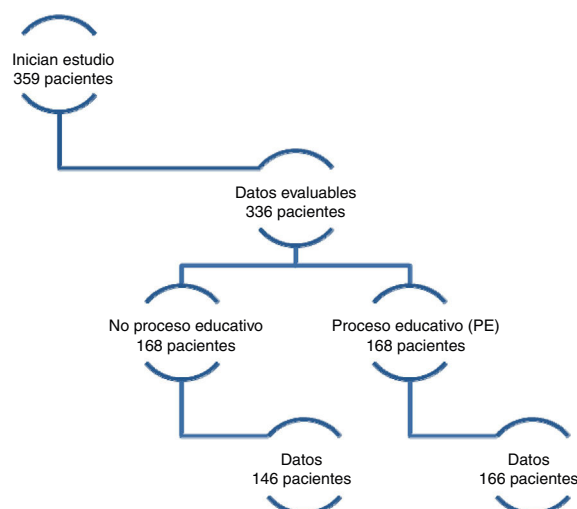 Inician estudio
359 pacientes
Datos evaluables
336 pacientes
No proceso educativo
168 pacientes
Proceso educativo (PE)
168 pacientes
Datos
146 pacientes
Datos
166 pacientes